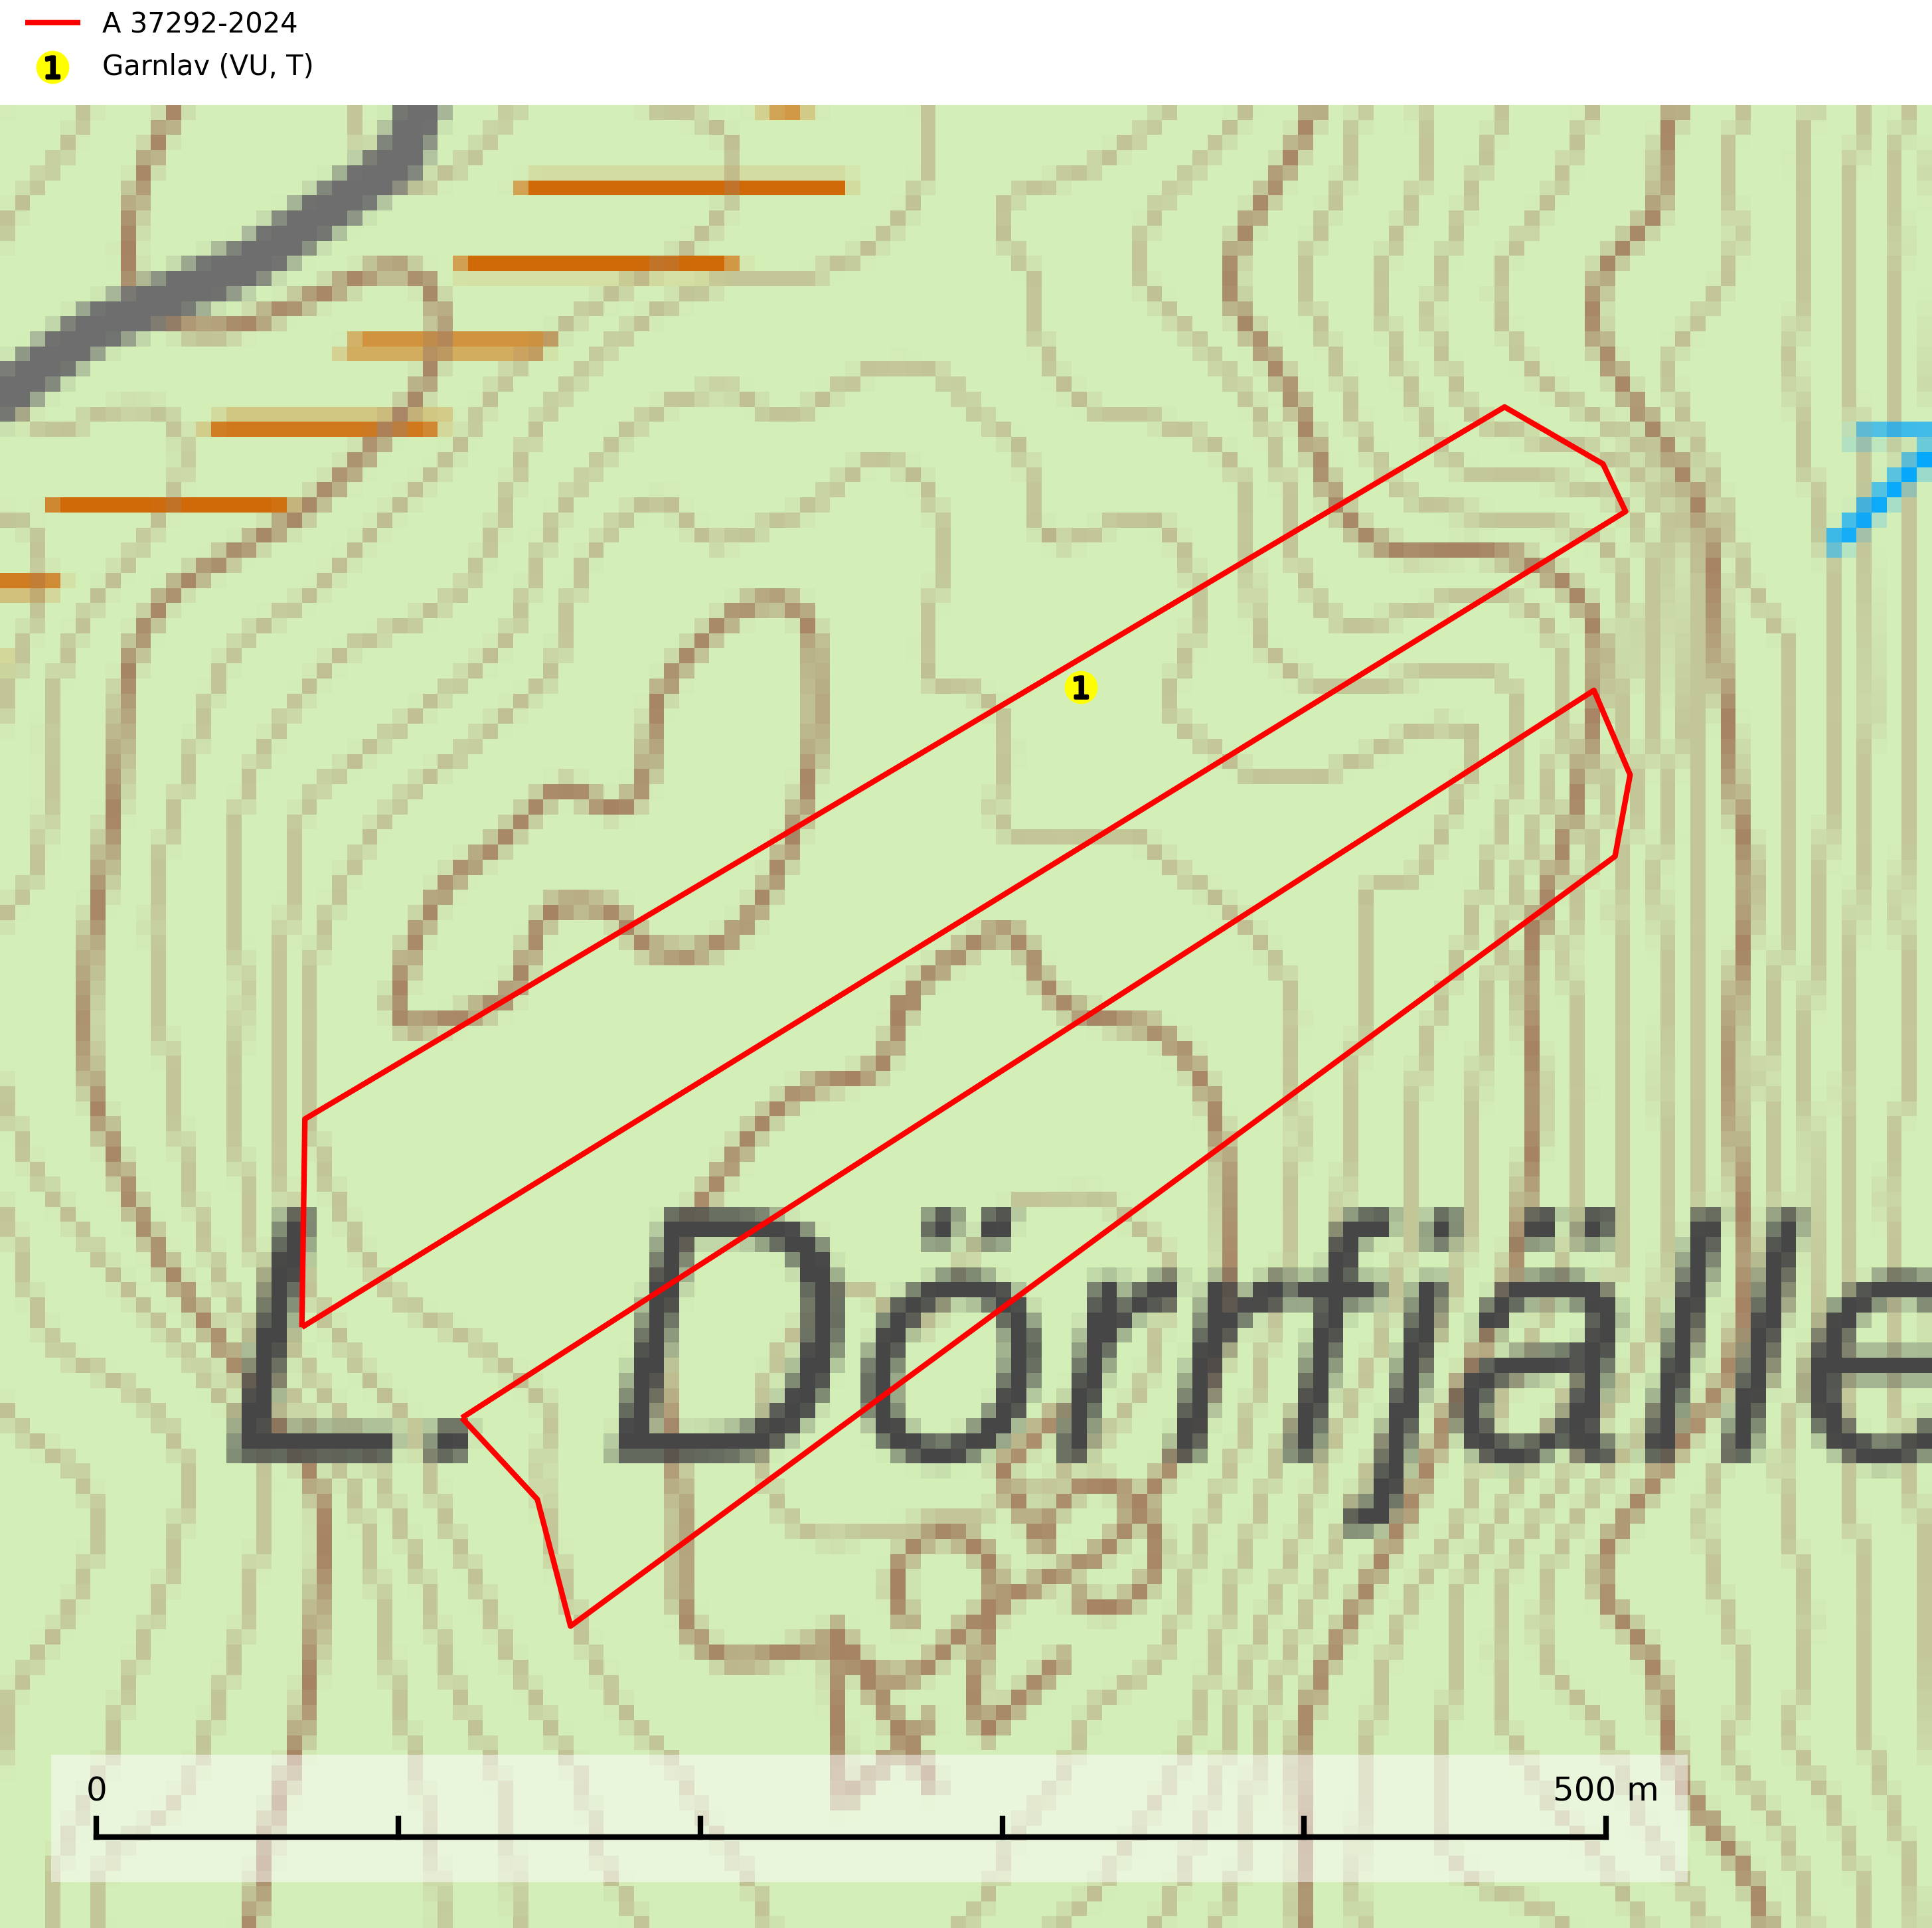 A 37292-2024
1 Garnlav (VU, T)
1
L. Dörrfjälle
0 500 m